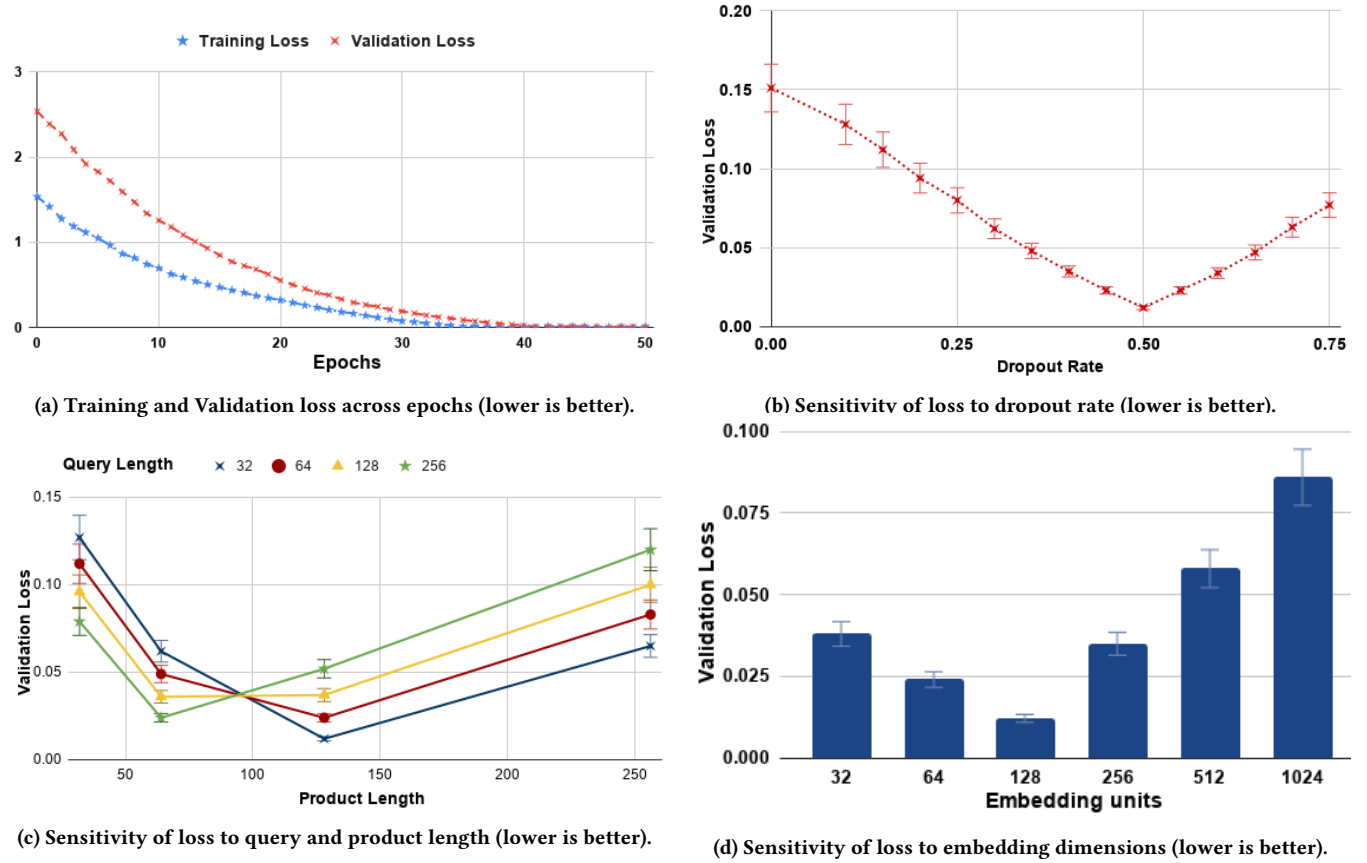 Training Loss Validation Loss
3
2
1
0
0 10 20 30 40 50
Epochs
(a) Training and Validation loss across epochs (lower is better).
0.20
0.15
0.10
0.05
0.00
Validation Loss
0.00 0.25 0.50 0.75
Dropout Rate
(b) Sensitivity of loss to dropout rate (lower is better).
Query Length 32 64 128 256
0.15
0.10
0.05
0.00
Validation Loss
50 100 150 200 250
Product Length
(c) Sensitivity of loss to query and product length (lower is better).
0.100
0.075
0.050
0.025
0.000
Validation Loss
32 64 128 256 512 1024
Embedding units
(d) Sensitivity of loss to embedding dimensions (lower is better).